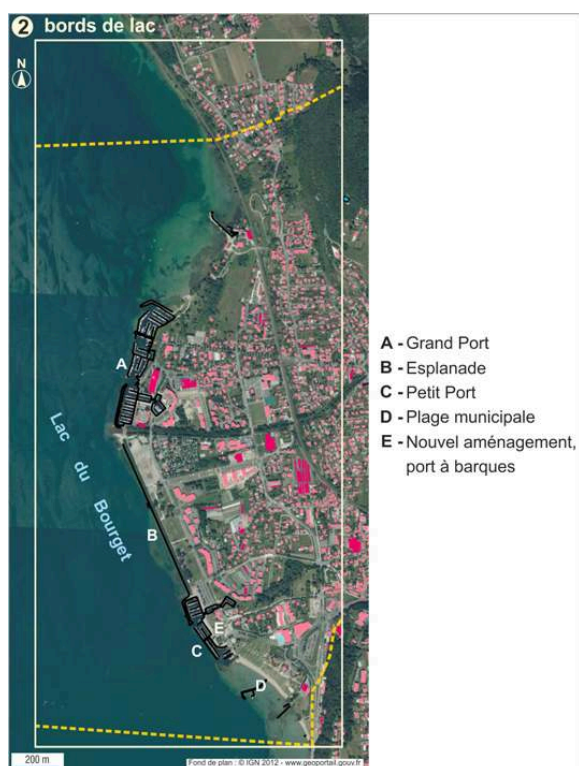 2 bords de lac
N
A
Lac du Bourget
B
E
C
D
200 m
Fond de plan : © IGN 2012 - www.geoportail.gouv.fr
A - Grand Port
B - Esplanade
C - Petit Port
D - Plage municipale
E - Nouvel aménagement,
port à barques